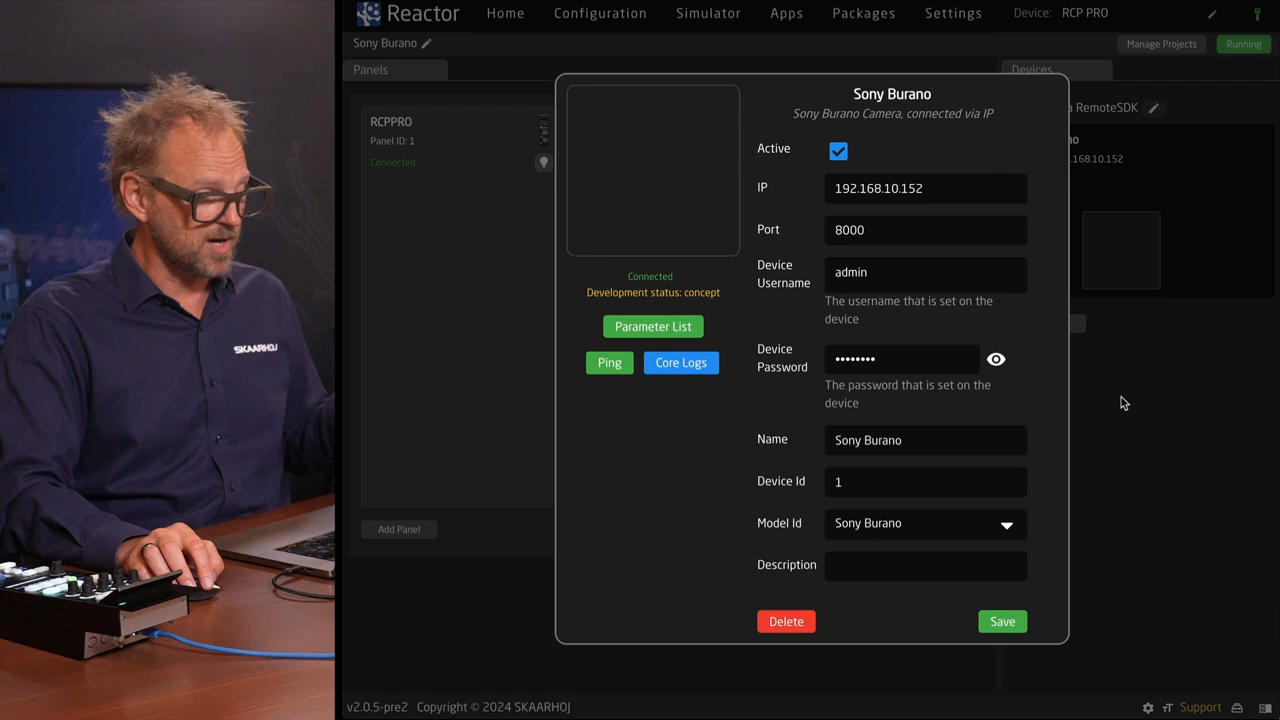 Reactor
Home
Configuration
Simulator
Apps
Packages
Settings
Device: RCP PRO
Sony Burano
Manage Projects
Running
Panels
Devices
RCPPRO
Panel ID: 1
Connected
Add Panel
RemoteSDK
.168.10.152
Sony Burano
Sony Burano Camera, connected via IP
Connected
Development status: concept
Parameter List
Ping
Core Logs
Active
IP
192.168.10.152
Port
8000
Device
Username
admin
The username that is set on the
device
Device
Password
••••••••
The password that is set on the
device
Name
Sony Burano
Device Id
1
Model Id
Sony Burano
Description
Delete
Save
SKAARHOJ
v2.0.5-pre2
Copyright © 2024 SKAARHOJ
Support